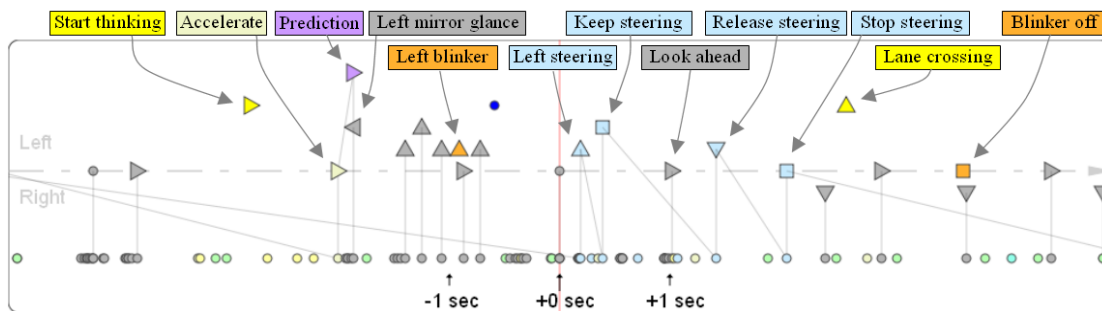 Start thinking
Accelerate
Prediction
Left mirror glance
Keep steering
Release steering
Stop steering
Blinker off
Left blinker
Left steering
Look ahead
Lane crossing
Left
Right
-1 sec
+0 sec
+1 sec